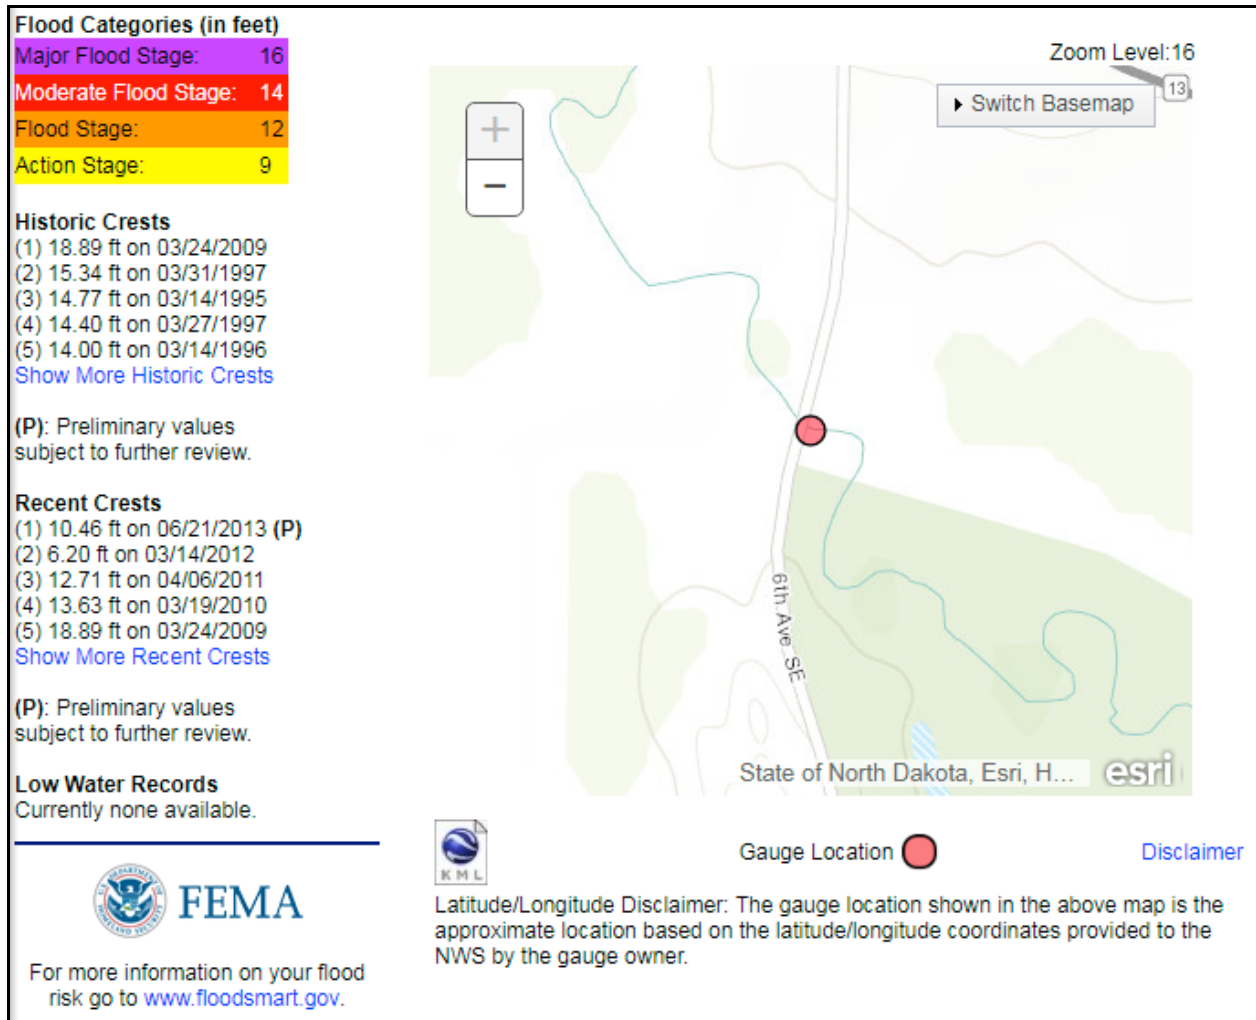 Flood Categories (in feet)
Major Flood Stage: 16
Moderate Flood Stage: 14
Flood Stage: 12
Action Stage: 9
Historic Crests
(1) 18.89 ft on 03/24/2009
(2) 15.34 ft on 03/31/1997
(3) 14.77 ft on 03/14/1995
(4) 14.40 ft on 03/27/1997
(5) 14.00 ft on 03/14/1996
Show More Historic Crests
(P): Preliminary values
subject to further review.
Recent Crests
(1) 10.46 ft on 06/21/2013 (P)
(2) 6.20 ft on 03/14/2012
(3) 12.71 ft on 04/06/2011
(4) 13.63 ft on 03/19/2010
(5) 18.89 ft on 03/24/2009
Show More Recent Crests
(P): Preliminary values
subject to further review.
Low Water Records
Currently none available.
FEMA
For more information on your flood
risk go to www.floodsmart.gov.
Zoom Level:16
+
−
Switch Basemap
13
6th Ave SE
State of North Dakota, Esri, H...
esri
KML
Gauge Location
Disclaimer
Latitude/Longitude Disclaimer: The gauge location shown in the above map is the
approximate location based on the latitude/longitude coordinates provided to the
NWS by the gauge owner.